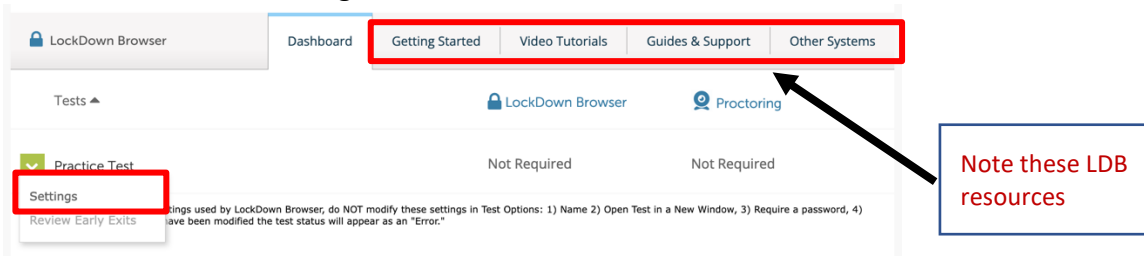 LockDown Browser Dashboard Getting Started Video Tutorials Guides & Support Other Systems
Tests LockDown Browser Proctoring
Practice Test Not Required Not Required
Note these LDB
resources
Settings
used by LockDown Browser, do NOT modify these settings in Test Options: 1) Name 2) Open Test in a New Window, 3) Require a password, 4)
Review Early Exits have been modified the test status will appear as an "Error."